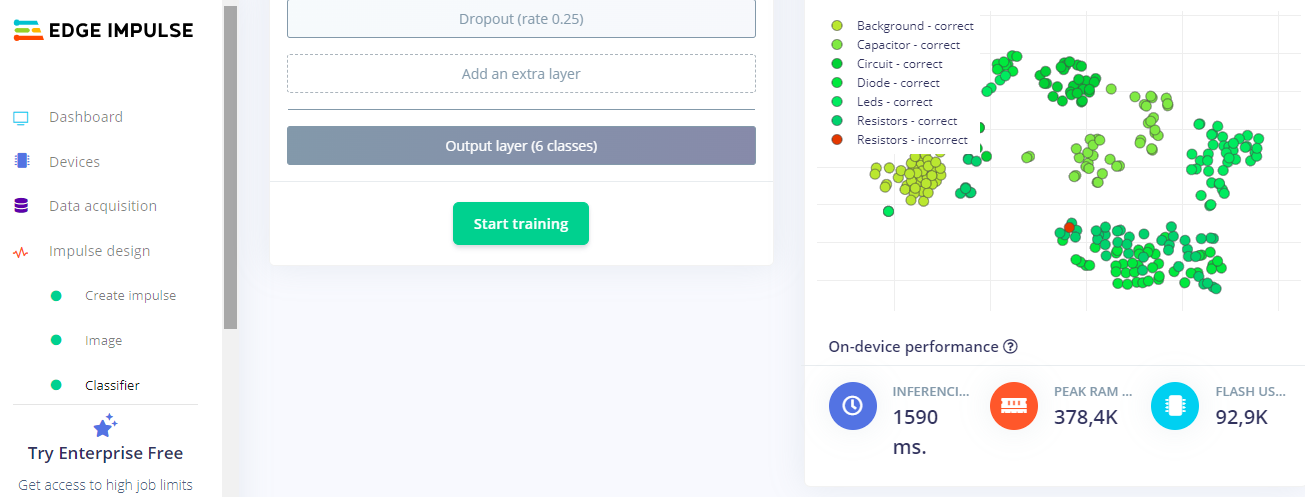 EDGE IMPULSE
Dashboard
Devices
Data acquisition
Impulse design
Create impulse
Image
Classifier
Try Enterprise Free
Get access to high job limits
Dropout (rate 0.25)
Add an extra layer
Output layer (6 classes)
Start training
Background - correct
Capacitor - correct
Circuit - correct
Diode - correct
Leds - correct
Resistors - correct
Resistors - incorrect
On-device performance
INFERENCI...
1590
ms.
PEAK RAM ...
378,4K
FLASH US...
92,9K